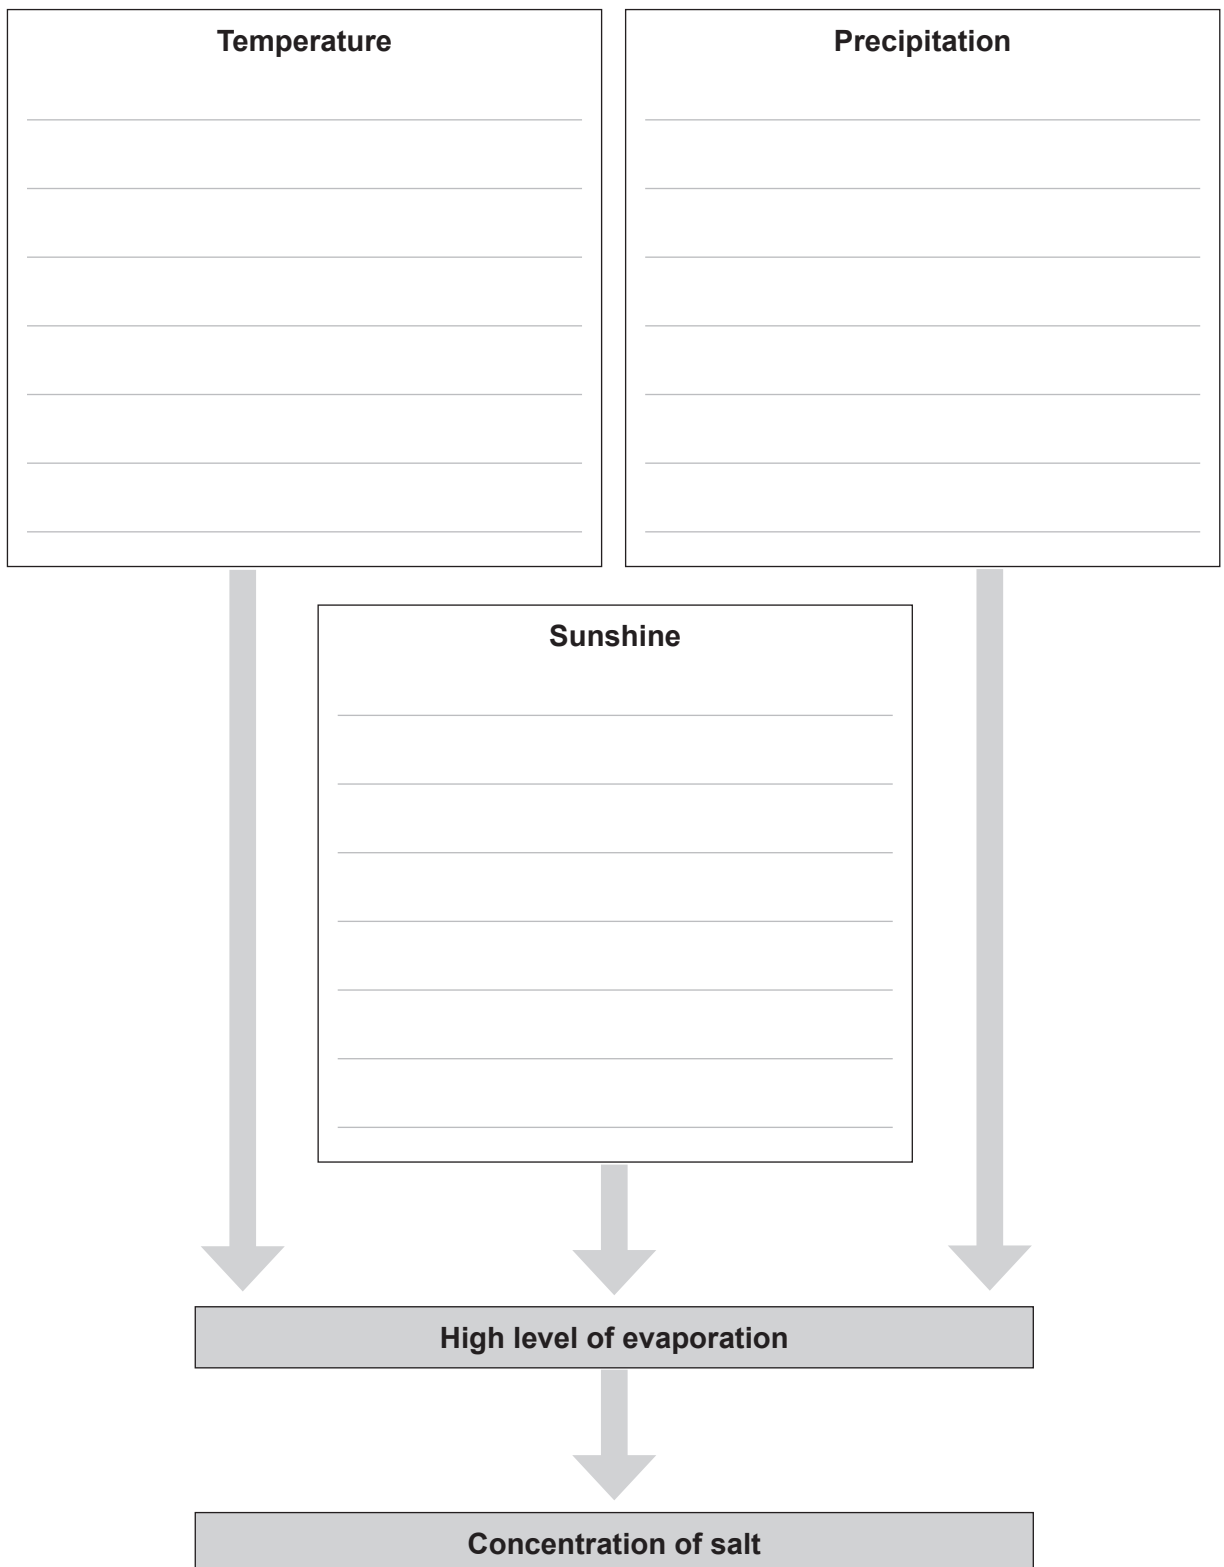 Temperature
Precipitation
Sunshine
High level of evaporation
Concentration of salt